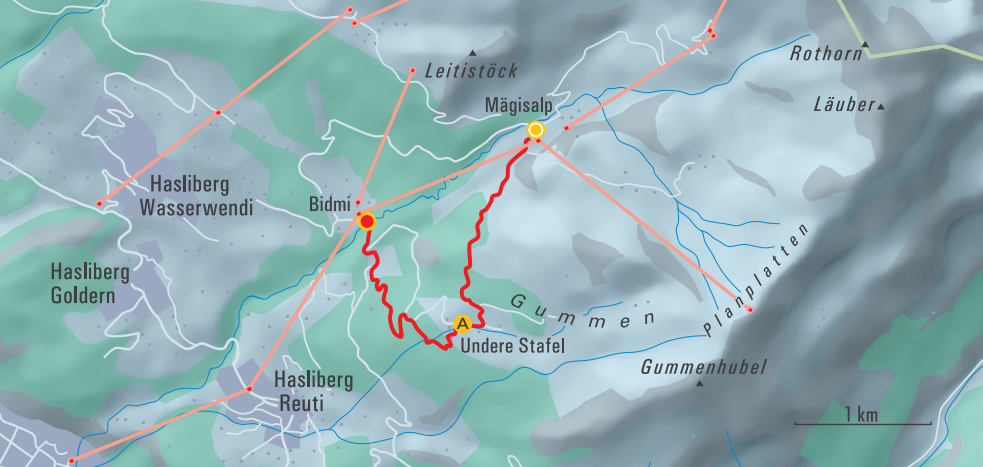 Rothorn
Leitistöck
Mägisalp
Läuber
Hasliberg
Wasserwendi
Bidmi
Hasliberg
Goldern
Planplatten
Gummen
A
Undere Stafel
Gummenhubel
Hasliberg
Reuti
1 km